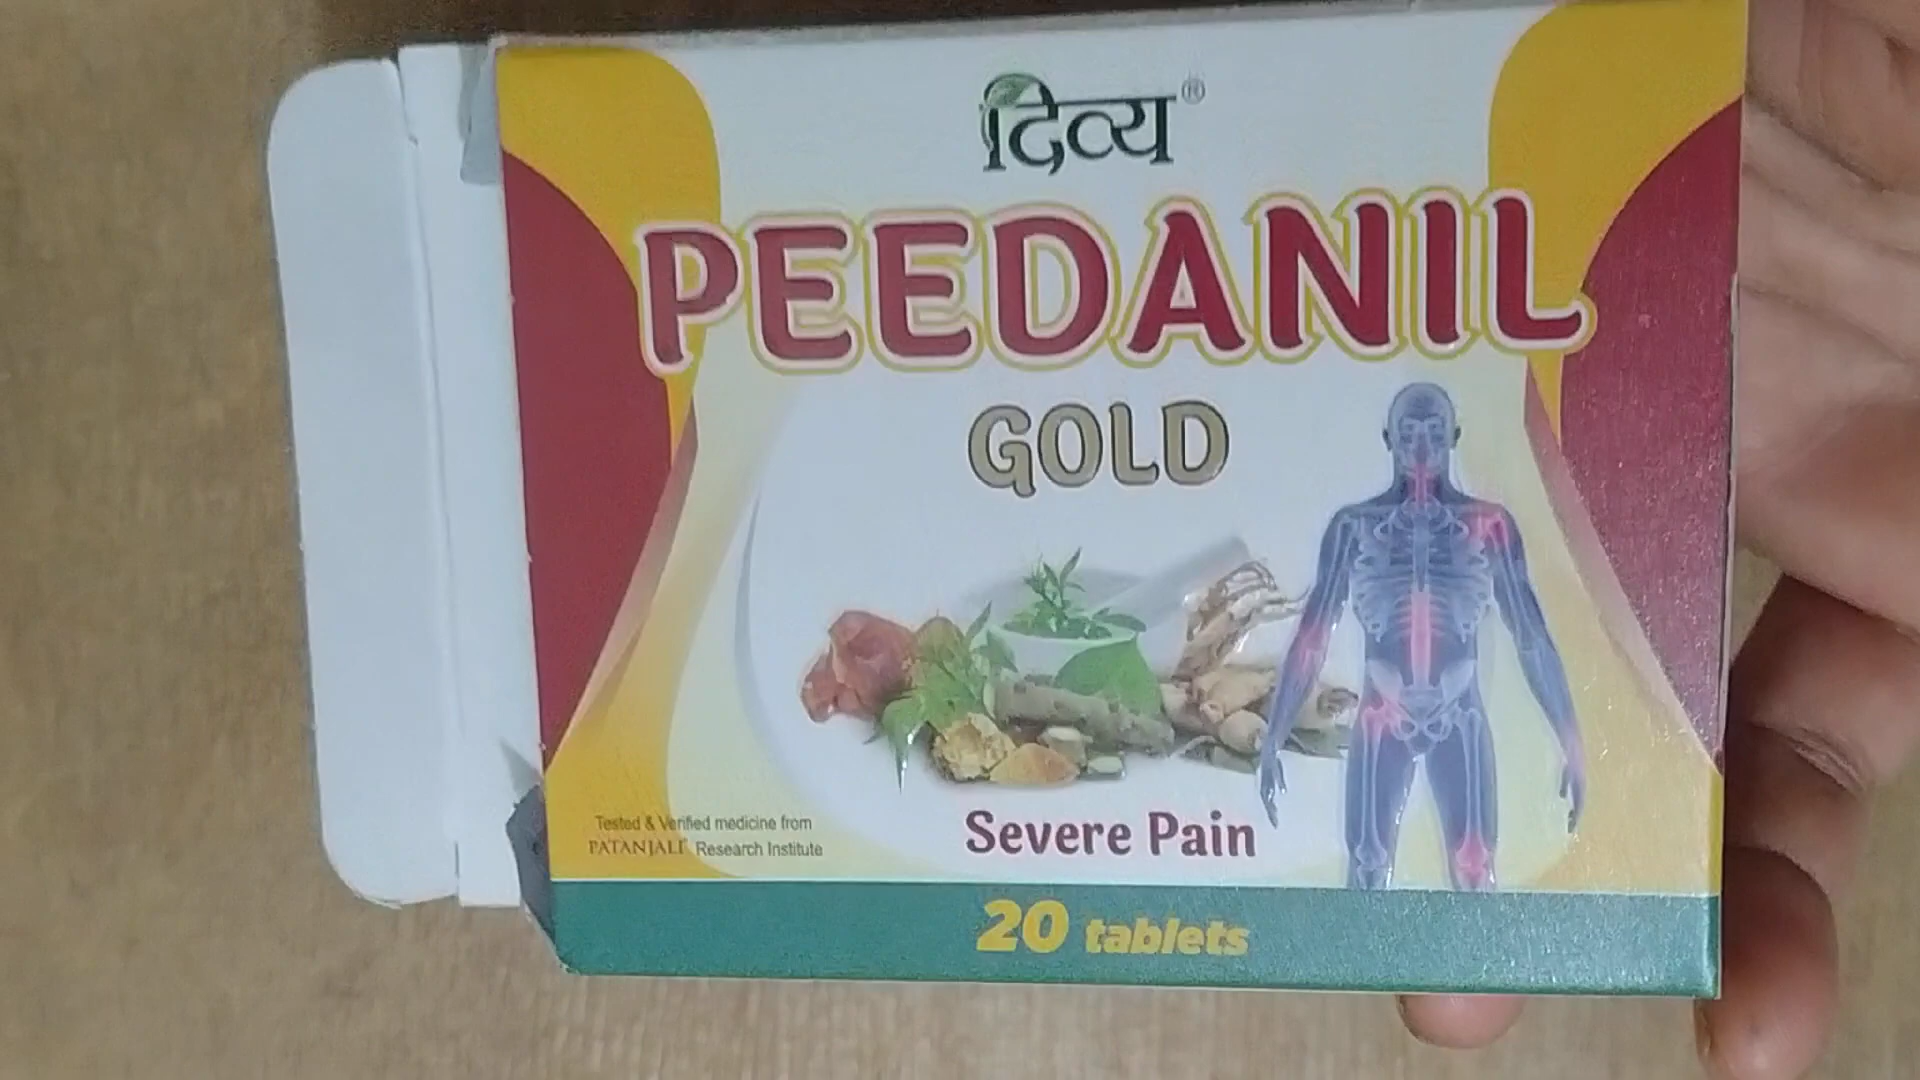 दिव्य®
PEEDANIL
GOLD
Tested & Verified medicine from
PATANJALI® Research Institute
Severe Pain
20 tablets